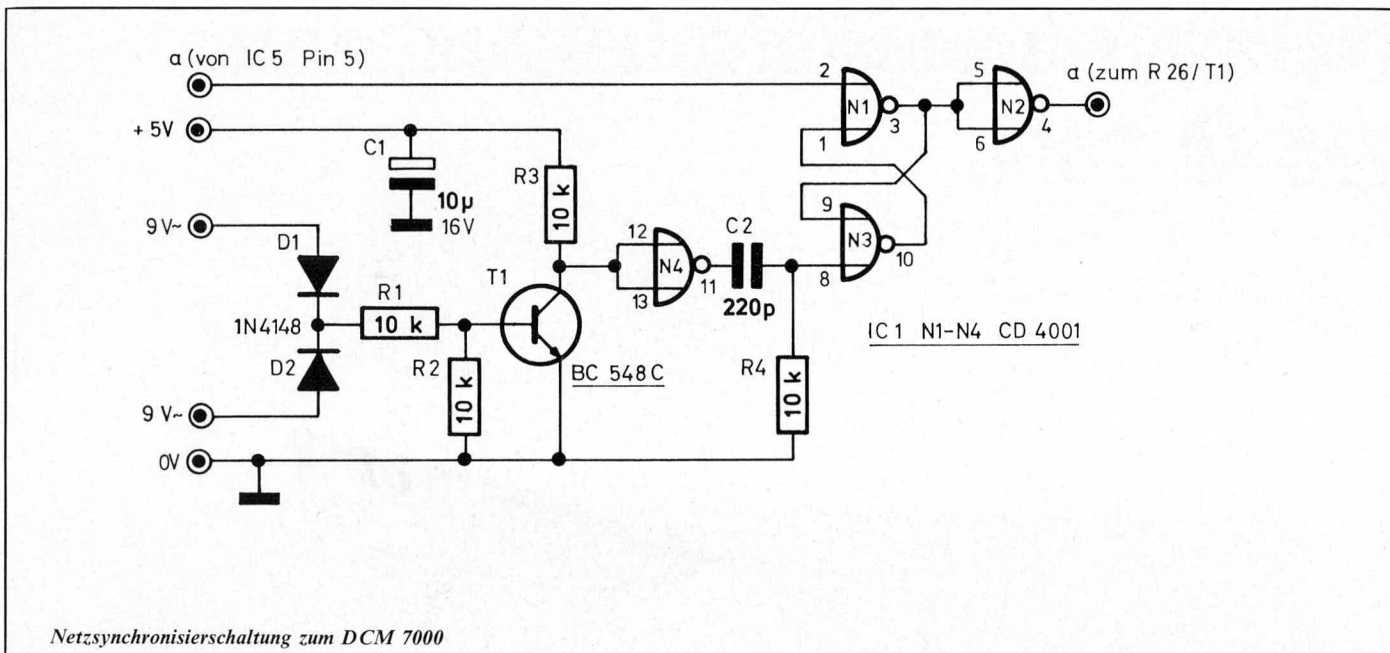 a (von IC 5 Pin 5)
+ 5V
C1
10µ
16V
R3
10 k
2
1
N1
3
5
6
N2
4
a (zum R 26/T1)
9 V~
D1
1N4148
D2
R1
10 k
R2
10 k
T1
BC 548 C
12
13
N4
11
C2
220p
9
8
N3
10
IC 1 N1-N4 CD 4001
R4
10 k
9 V~
0V
Netzsynchronisierschaltung zum DCM 7000